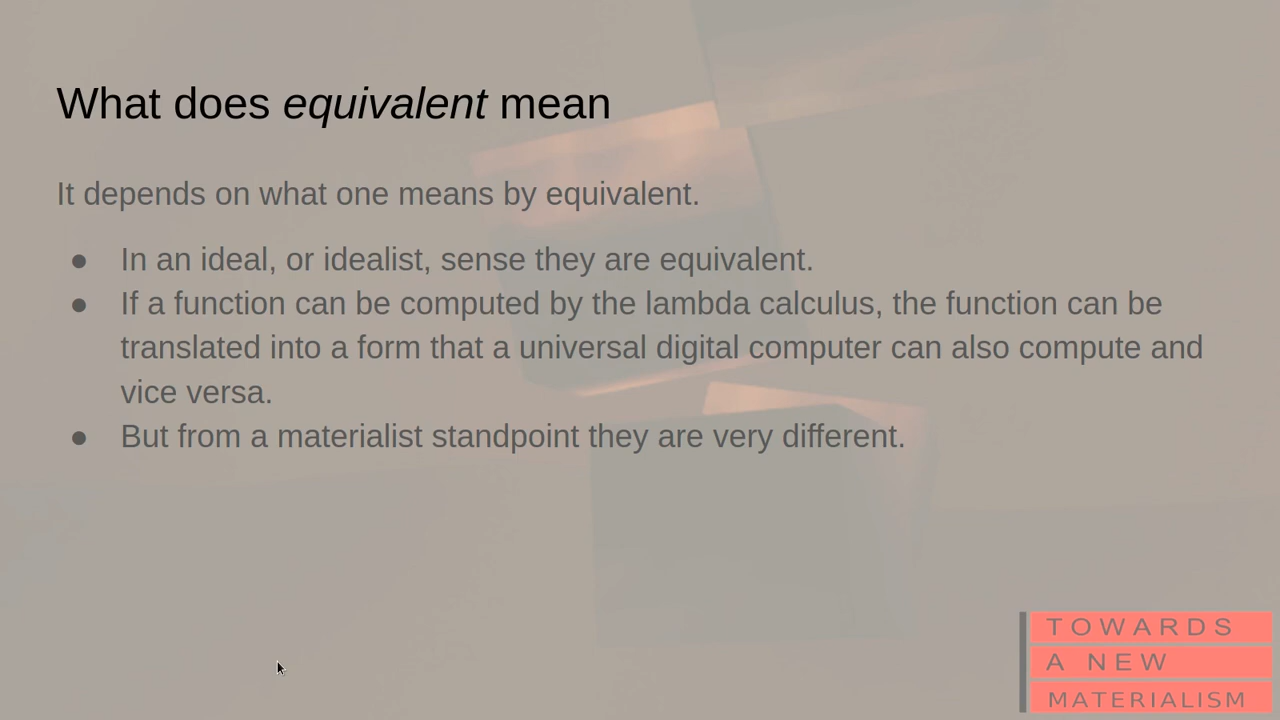 What does equivalent mean
It depends on what one means by equivalent.
● In an ideal, or idealist, sense they are equivalent.
● If a function can be computed by the lambda calculus, the function can be
translated into a form that a universal digital computer can also compute and
vice versa.
● But from a materialist standpoint they are very different.
TOWARDS
A NEW
MATERIALISM